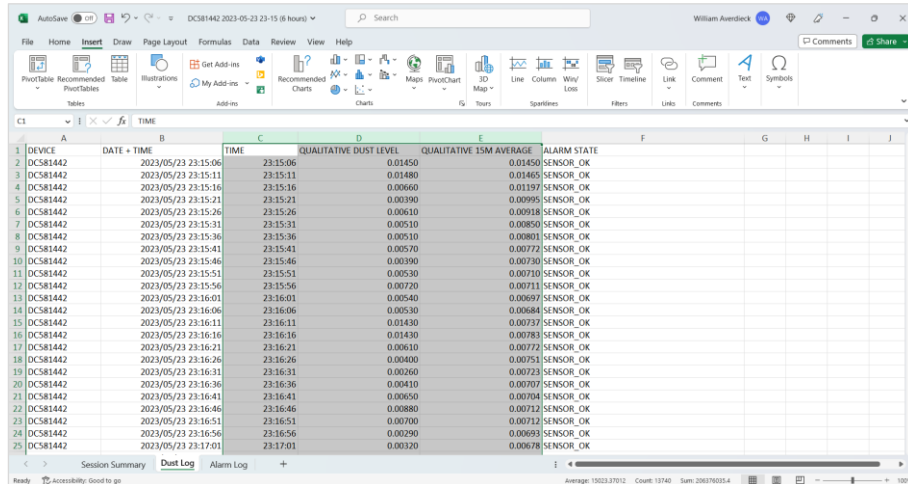 AutoSave Off DC581442 2023-05-23 23-15 (6 hours) Search William Averdieck WA
File Home Insert Draw Page Layout Formulas Data Review View Help Comments Share
PivotTable Recommended PivotTables Table Illustrations Get Add-ins My Add-ins Recommended Charts Maps PivotChart 3D Map Line Column Win/Loss Slicer Timeline Link Comment Text Symbols
Tables Add-ins Charts Tours Sparklines Filters Links Comments
C1 fx TIME
A B C D E F G H I J
1 DEVICE DATE + TIME TIME QUALITATIVE DUST LEVEL QUALITATIVE 15M AVERAGE ALARM STATE
2 DC581442 2023/05/23 23:15:06 23:15:06 0.01450 0.01450 SENSOR_OK
3 DC581442 2023/05/23 23:15:11 23:15:11 0.01480 0.01465 SENSOR_OK
4 DC581442 2023/05/23 23:15:16 23:15:16 0.00660 0.01197 SENSOR_OK
5 DC581442 2023/05/23 23:15:21 23:15:21 0.00390 0.00995 SENSOR_OK
6 DC581442 2023/05/23 23:15:26 23:15:26 0.00610 0.00918 SENSOR_OK
7 DC581442 2023/05/23 23:15:31 23:15:31 0.00510 0.00850 SENSOR_OK
8 DC581442 2023/05/23 23:15:36 23:15:36 0.00510 0.00801 SENSOR_OK
9 DC581442 2023/05/23 23:15:41 23:15:41 0.00570 0.00772 SENSOR_OK
10 DC581442 2023/05/23 23:15:46 23:15:46 0.00390 0.00730 SENSOR_OK
11 DC581442 2023/05/23 23:15:51 23:15:51 0.00530 0.00710 SENSOR_OK
12 DC581442 2023/05/23 23:15:56 23:15:56 0.00720 0.00711 SENSOR_OK
13 DC581442 2023/05/23 23:16:01 23:16:01 0.00540 0.00697 SENSOR_OK
14 DC581442 2023/05/23 23:16:06 23:16:06 0.00530 0.00684 SENSOR_OK
15 DC581442 2023/05/23 23:16:11 23:16:11 0.01430 0.00737 SENSOR_OK
16 DC581442 2023/05/23 23:16:16 23:16:16 0.01430 0.00783 SENSOR_OK
17 DC581442 2023/05/23 23:16:21 23:16:21 0.00610 0.00772 SENSOR_OK
18 DC581442 2023/05/23 23:16:26 23:16:26 0.00400 0.00751 SENSOR_OK
19 DC581442 2023/05/23 23:16:31 23:16:31 0.00260 0.00723 SENSOR_OK
20 DC581442 2023/05/23 23:16:36 23:16:36 0.00410 0.00707 SENSOR_OK
21 DC581442 2023/05/23 23:16:41 23:16:41 0.00650 0.00704 SENSOR_OK
22 DC581442 2023/05/23 23:16:46 23:16:46 0.00880 0.00712 SENSOR_OK
23 DC581442 2023/05/23 23:16:51 23:16:51 0.00700 0.00712 SENSOR_OK
24 DC581442 2023/05/23 23:16:56 23:16:56 0.00290 0.00693 SENSOR_OK
25 DC581442 2023/05/23 23:17:01 23:17:01 0.00320 0.00678 SENSOR_OK
Session Summary Dust Log Alarm Log +
Ready Accessibility: Good to go Average: 15023.37012 Count: 13740 Sum: 206376035.4 100%